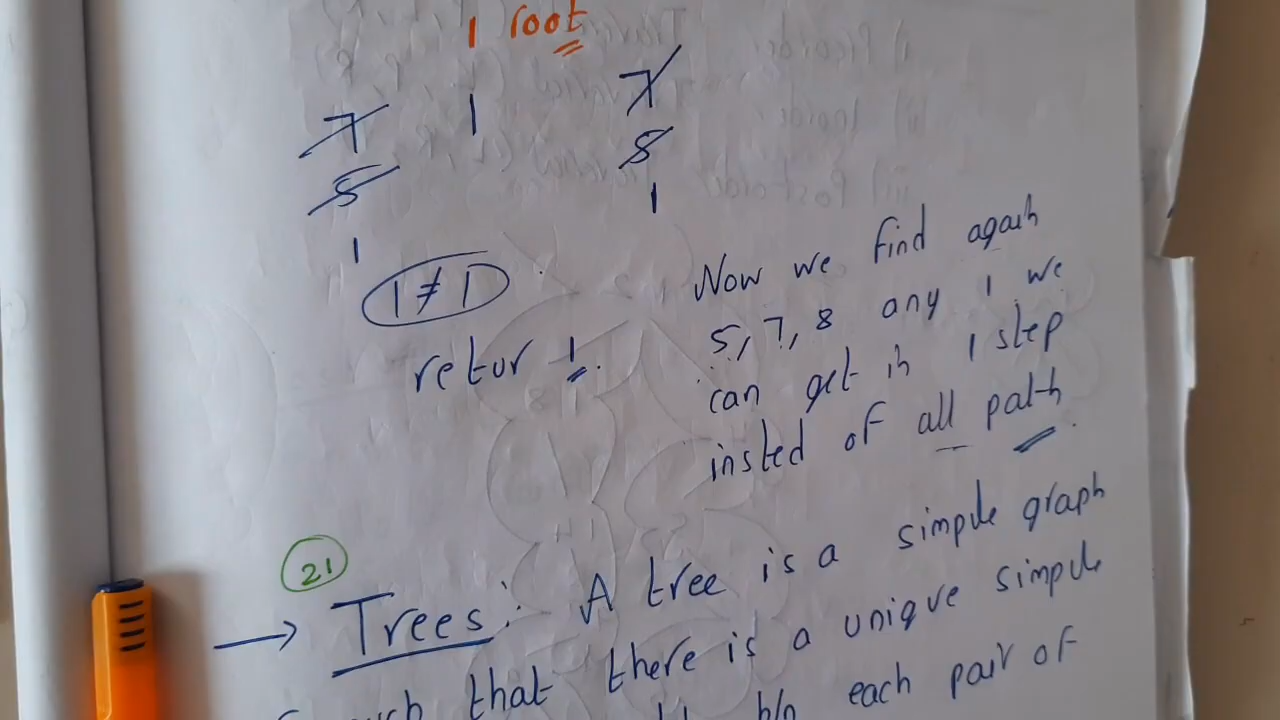 1 root
7 1 7
5 8
1 1
1 ≠ 1
Now we find again
retur 1.
5, 7, 8 any 1 we
can get in 1 step
insted of all path.
21
→ Trees: A tree is a simple graph
such that there is a unique simple
b/n each pair of